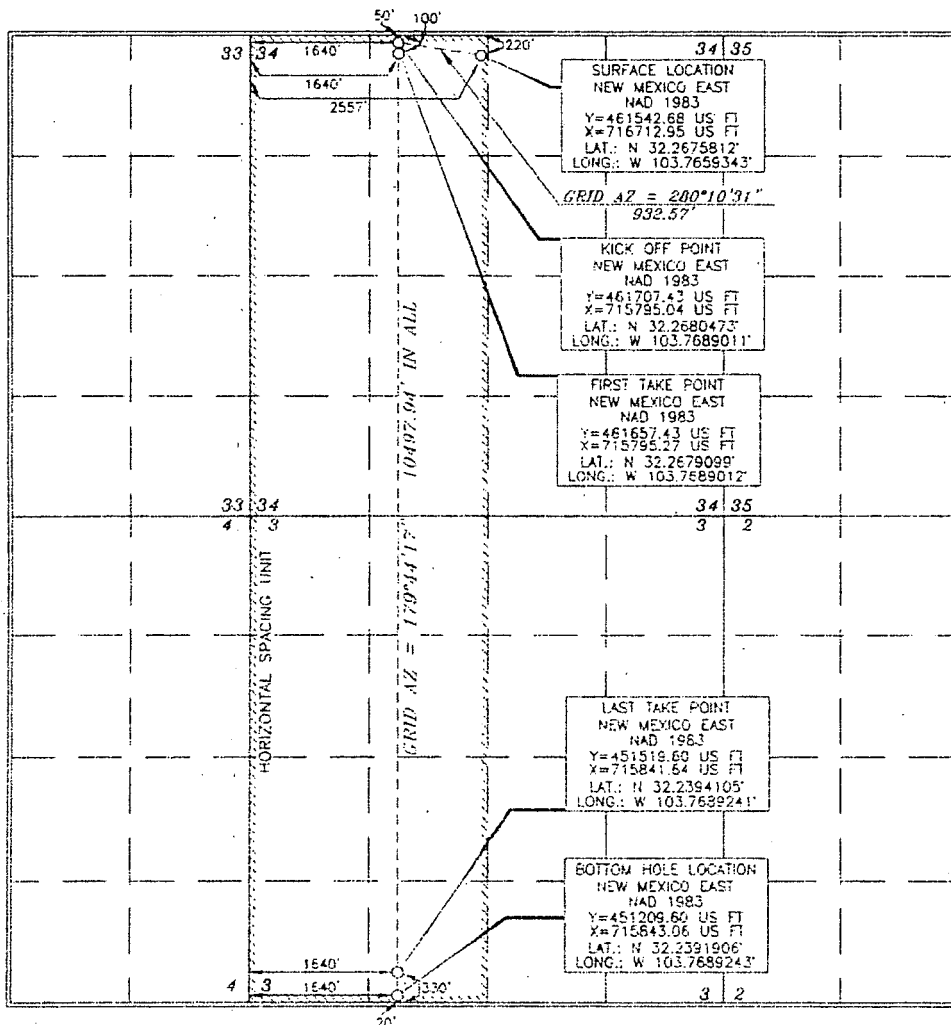 50'
100'
33 34
1640'
220'
34 35
1640'
2557'
SURFACE LOCATION
NEW MEXICO EAST
NAD 1983
Y=461542.68 US FT
X=716712.95 US FT
LAT.: N 32.2675812°
LONG.: W 103.7659343°
GRID AZ = 280°10'31"
932.57'
KICK OFF POINT
NEW MEXICO EAST
NAD 1983
Y=461707.43 US FT
X=715795.04 US FT
LAT.: N 32.2680473°
LONG.: W 103.7689011°
FIRST TAKE POINT
NEW MEXICO EAST
NAD 1983
Y=461657.43 US FT
X=715795.27 US FT
LAT.: N 32.2679099°
LONG.: W 103.7689012°
GRID AZ = 179°44'17" 10497.94' IN ALL
33 34
4 3
34 35
3 2
HORIZONTAL SPACING UNIT
LAST TAKE POINT
NEW MEXICO EAST
NAD 1983
Y=451519.60 US FT
X=715841.64 US FT
LAT.: N 32.2394105°
LONG.: W 103.7689241°
BOTTOM HOLE LOCATION
NEW MEXICO EAST
NAD 1983
Y=451209.60 US FT
X=715843.06 US FT
LAT.: N 32.2391906°
LONG.: W 103.7689243°
1640'
4 3
1640'
330'
20'
3 2